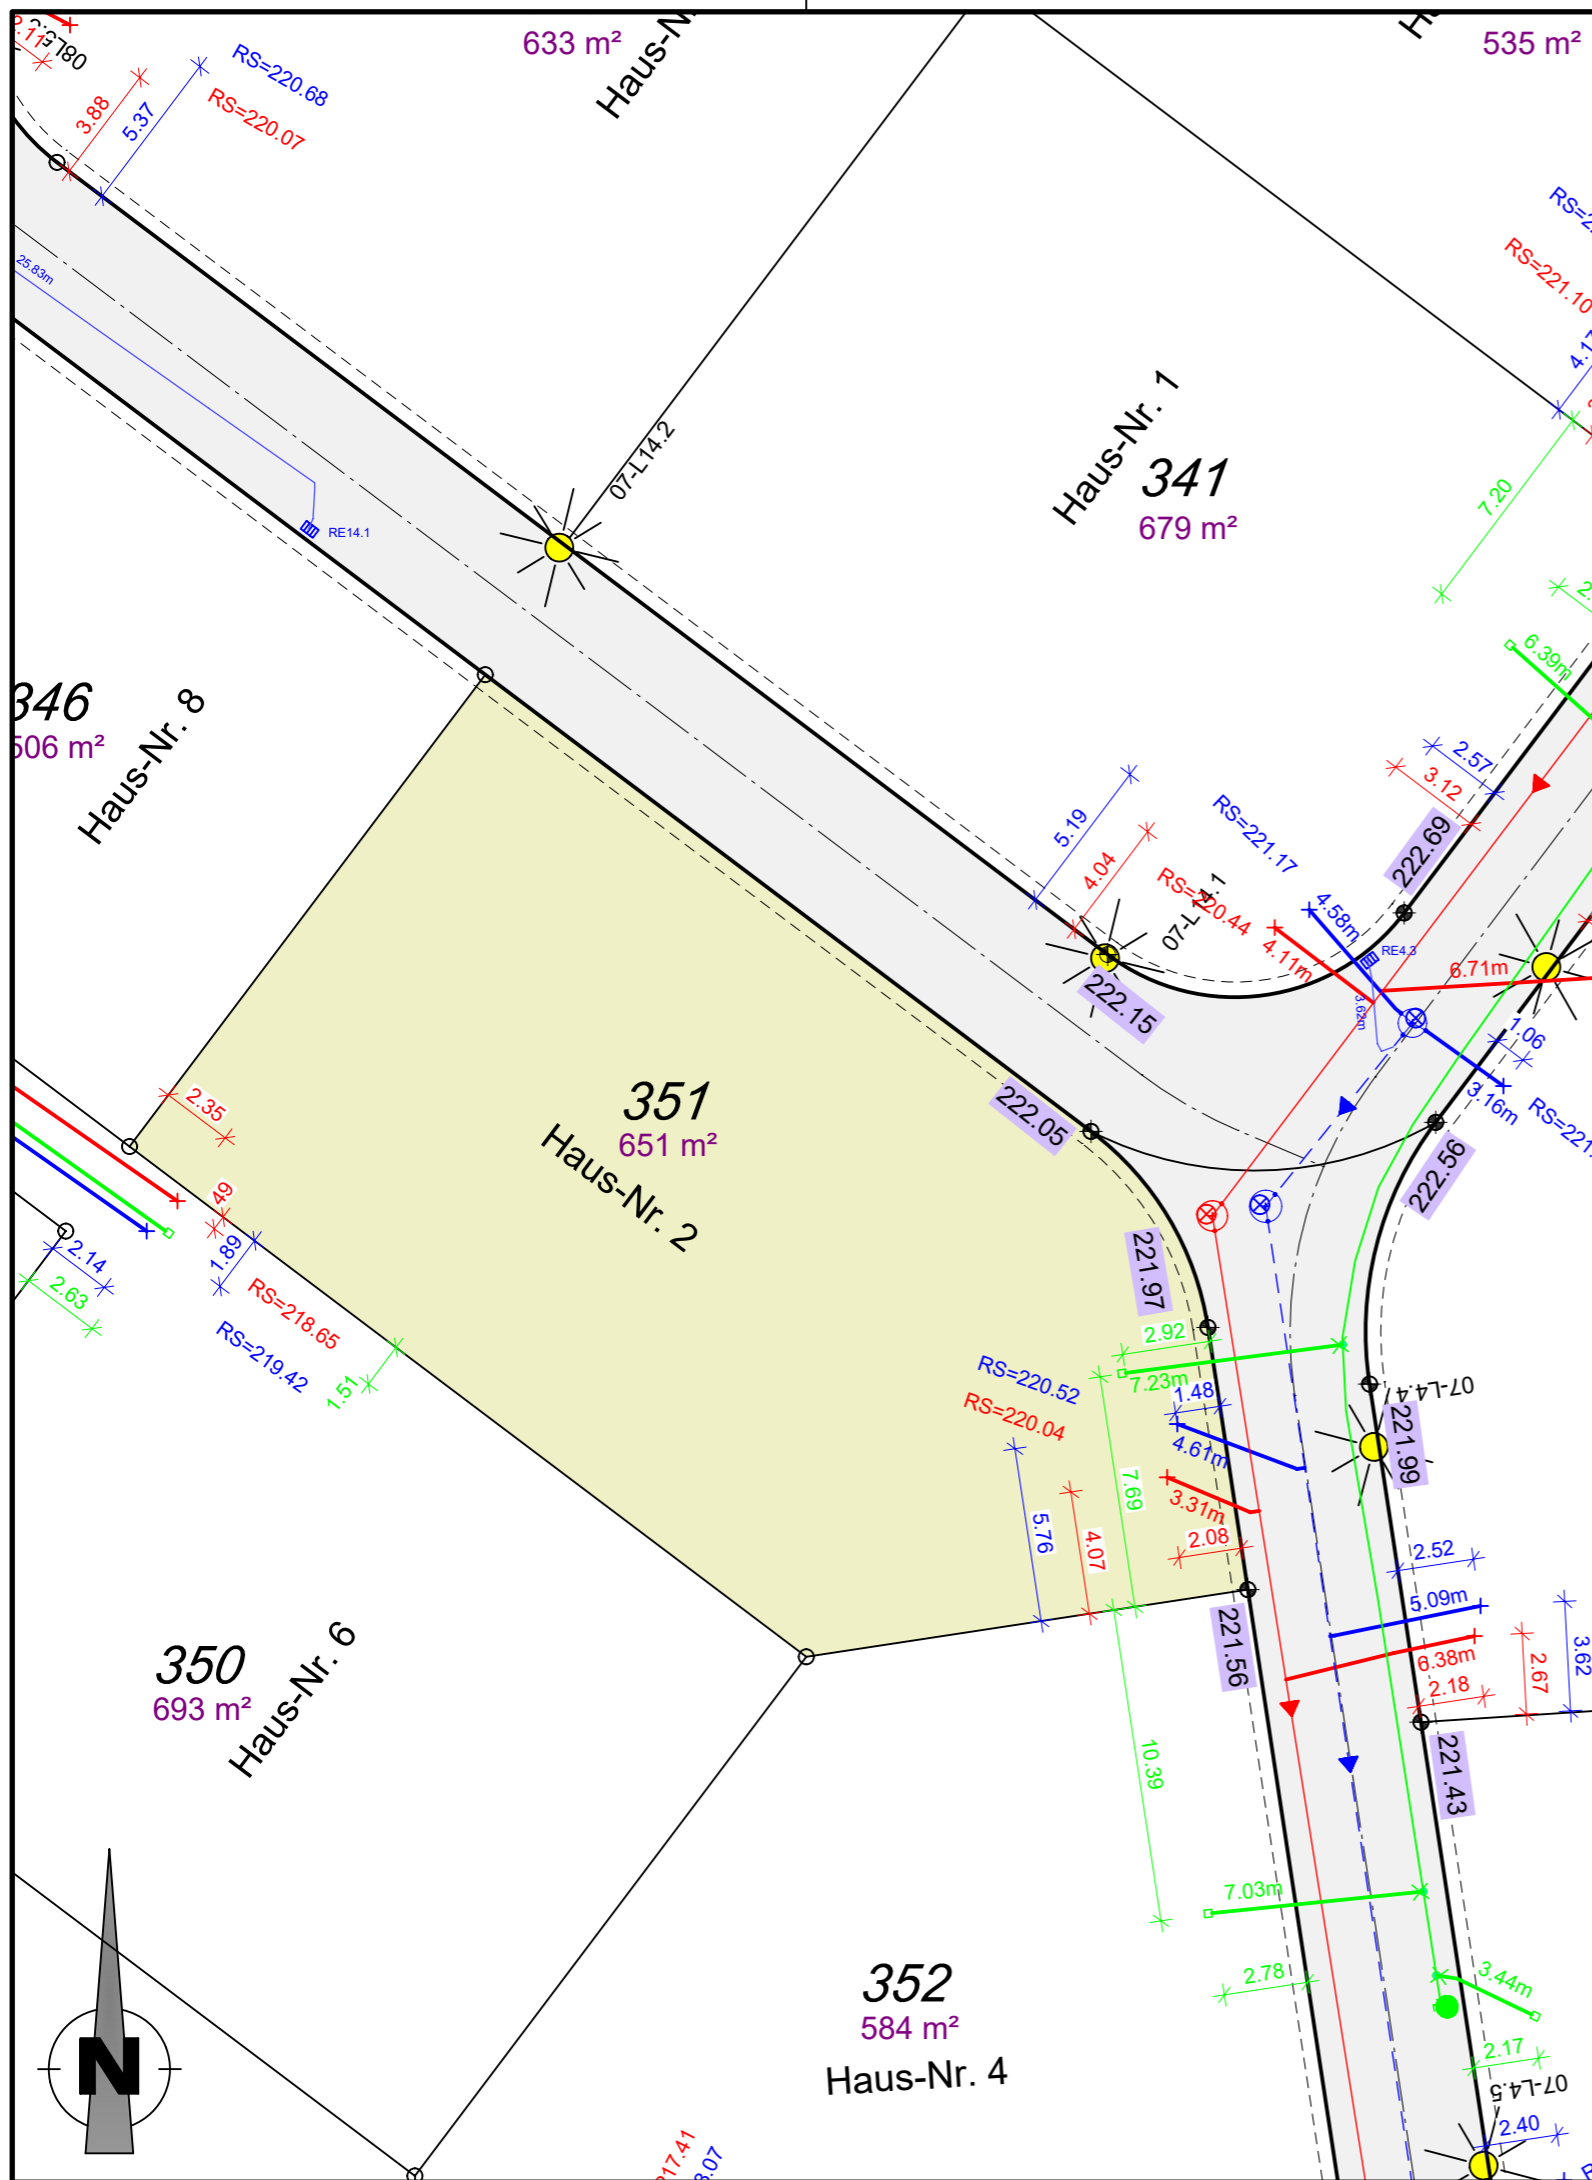 633 m²
535 m²
RS=220.68
RS=220.07
3.88
5.37
25.83m
RE14.1
07-L14.2
Haus-Nr. 1
341
679 m²
RS=221.10
7.20
6.39m
346
506 m²
Haus-Nr. 8
2.57
3.12
222.69
5.19
4.04
RS=221.17
RS=220.44
07-L14.1
4.58m
4.11m
RE4.3
6.71m
3.62m
222.15
1.06
3.16m
222.05
222.56
351
651 m²
Haus-Nr. 2
2.35
49
1.89
2.14
2.63
RS=218.65
RS=219.42
1.51
221.97
2.92
7.23m
RS=220.52
RS=220.04
1.48
4.61m
3.31m
2.08
7.69
5.76
4.07
07-L4.4
221.99
2.52
5.09m
6.38m
2.18
2.67
3.62
221.56
221.43
350
693 m²
Haus-Nr. 6
10.39
7.03m
2.78
3.44m
2.17
07-L4.5
2.40
352
584 m²
Haus-Nr. 4
N